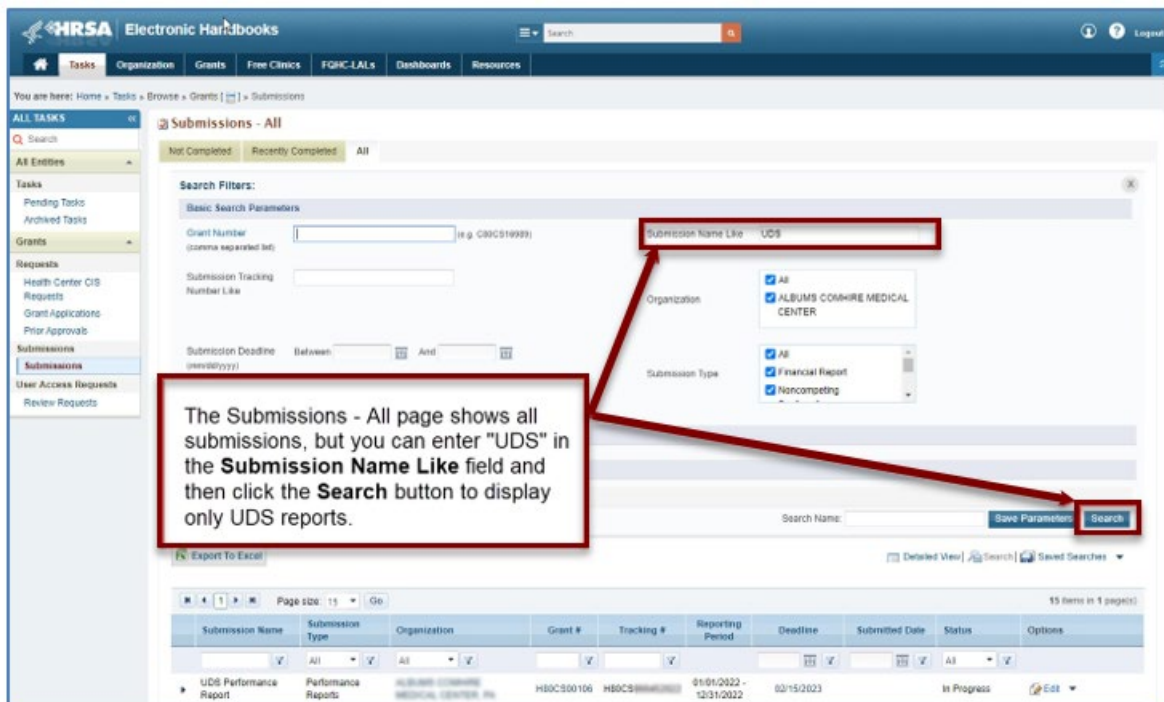 HRSA Electronic Handbooks
Search
Logout
Tasks Organization Grants Free Clinics FQHC-LALs Dashboards Resources
You are here: Home » Tasks » Browse » Grants [ ] » Submissions
ALL TASKS «
Search
All Entities
Tasks
Pending Tasks
Archived Tasks
Grants
Requests
Health Center CIS
Requests
Grant Applications
Prior Approvals
Submissions
Submissions
User Access Requests
Review Requests
Submissions - All
Not Completed Recently Completed All
Search Filters:
Basic Search Parameters
Grant Number (e.g. C80CS16989)
(comma separated list)
Submission Name Like UDS
Submission Tracking
Number Like
Organization
All
ALBUMS COMHIRE MEDICAL
CENTER
Submission Deadline Between And
(mm/dd/yyyy)
Submission Type
All
Financial Report
Noncompeting
The Submissions - All page shows all
submissions, but you can enter "UDS" in
the Submission Name Like field and
then click the Search button to display
only UDS reports.
Search Name: Save Parameters Search
Export To Excel
Detailed View | Search | Saved Searches
1 Page size: 15 Go 15 items in 1 page(s)
Submission Name Submission Type Organization Grant # Tracking # Reporting Period Deadline Submitted Date Status Options
All All All
UDS Performance Report Performance Reports H80CS00106 H80CS 01/01/2022 - 12/31/2022 02/15/2023 In Progress Edit